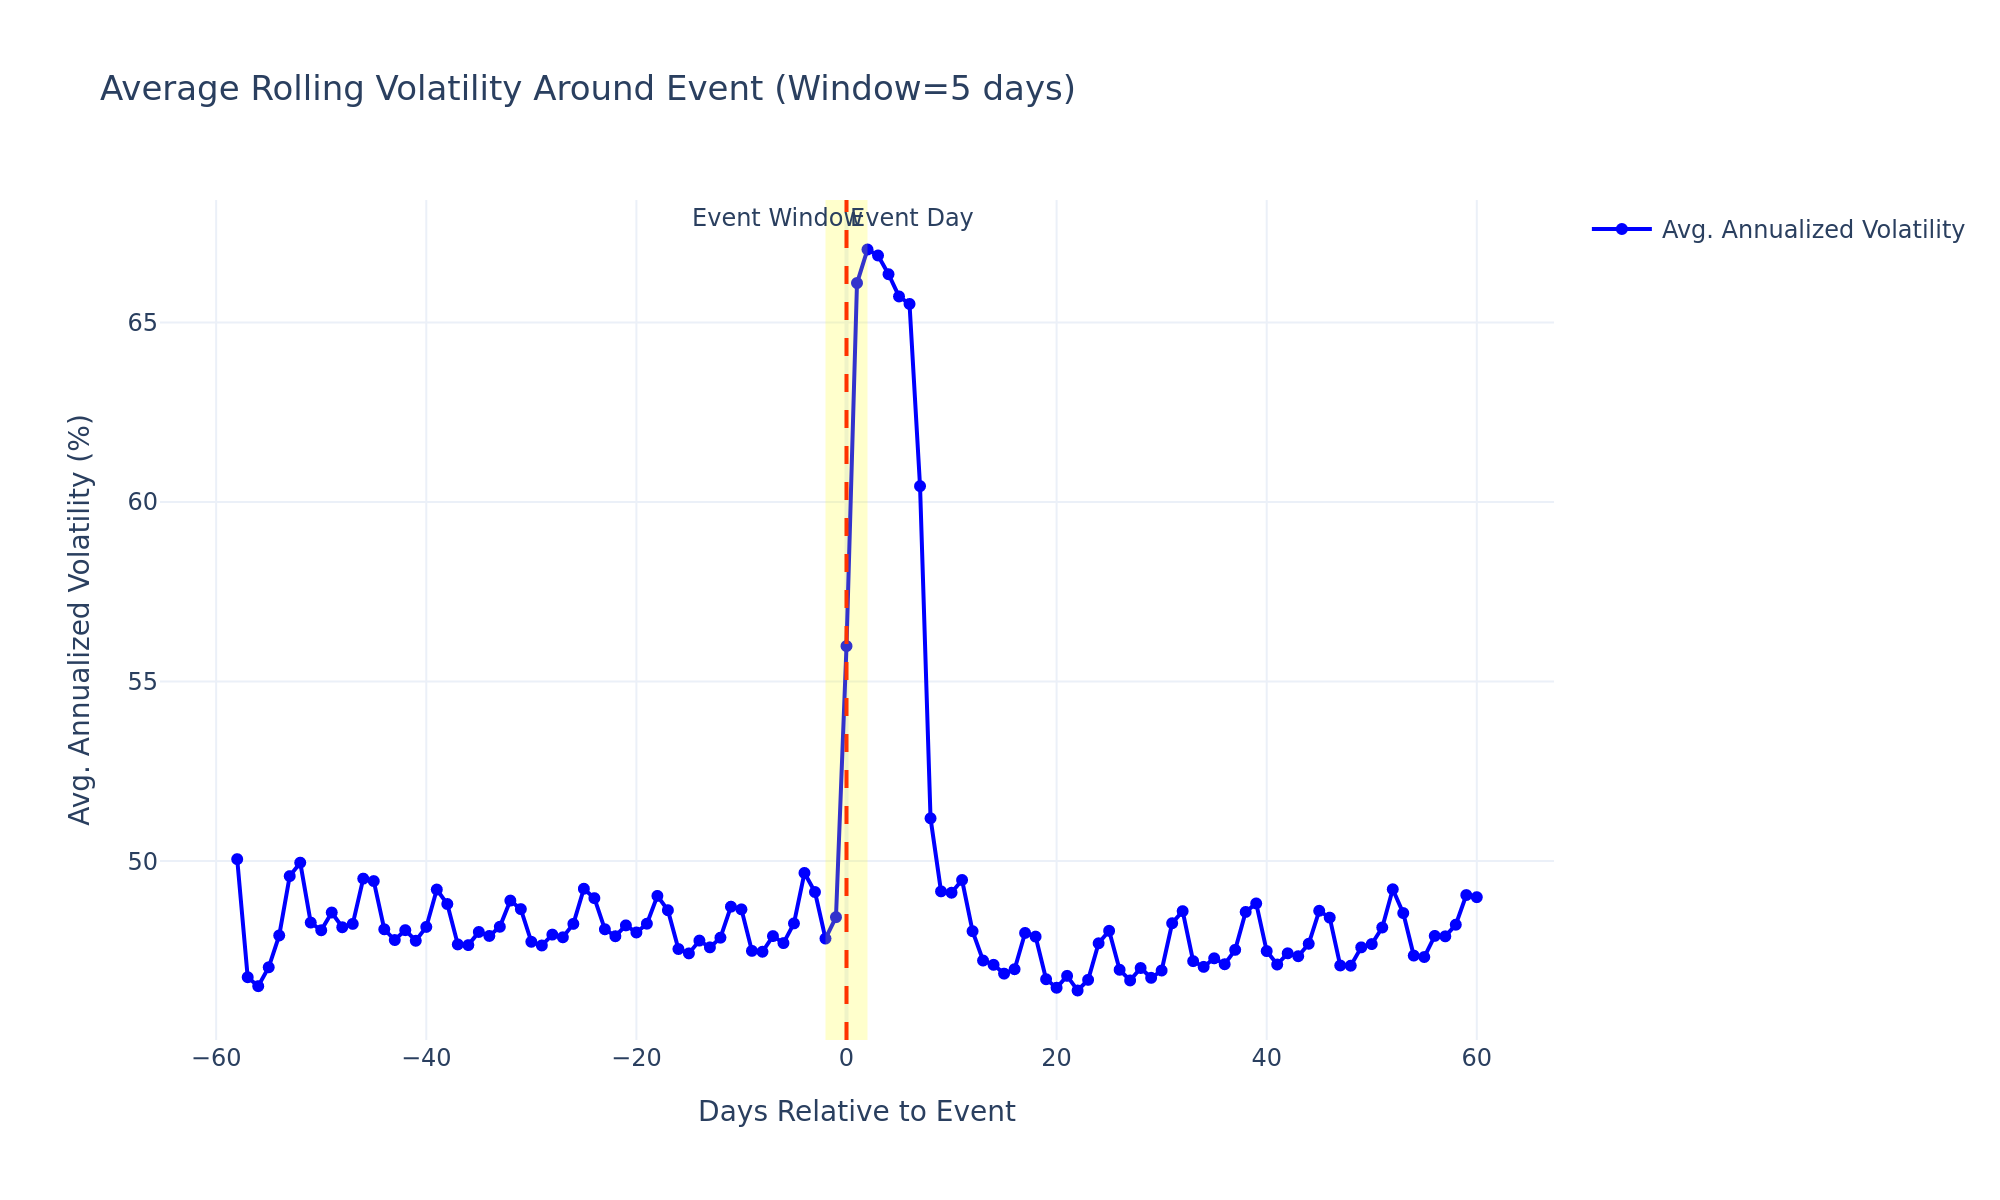 Average Rolling Volatility Around Event (Window=5 days)
Event Window
Event Day
Avg. Annualized Volatility
65
60
55
50
Avg. Annualized Volatility (%)
−60
−40
−20
0
20
40
60
Days Relative to Event